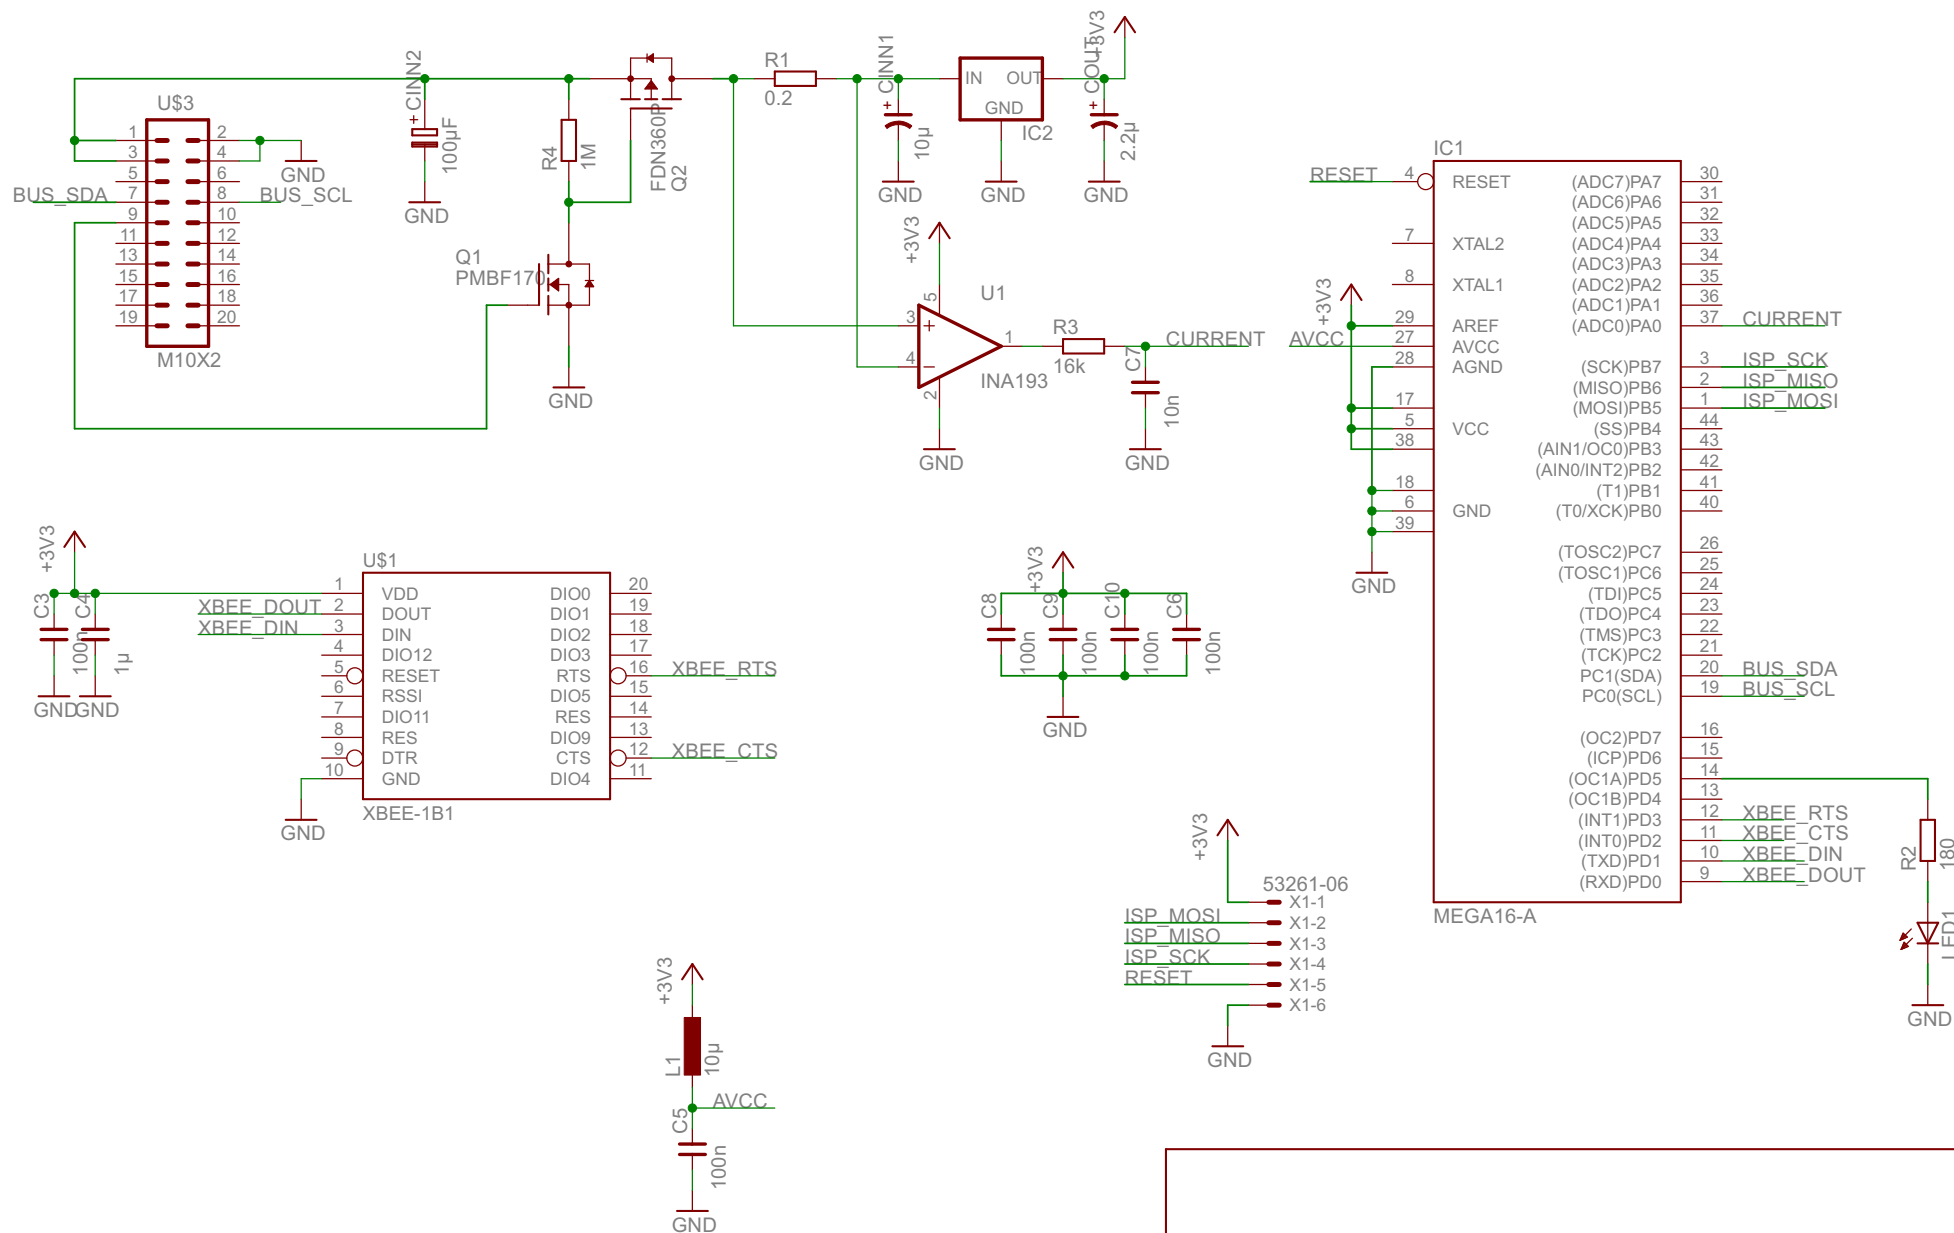 U$3
1 2
3 4
5 6
BUS_SDA 7 8 BUS_SCL
9 10
11 12
13 14
15 16
17 18
19 20
M10X2
GND
+ CINN2
100µF
GND
R4
1M
FDN360P
Q2
Q1
PMBF170
GND
R1
0.2
+ CINN1
10µ
GND
IN OUT
GND
IC2
GND
+3V3
+ COUT
2.2µ
GND
+3V3
U1
5
3 +
4 –
1
2
INA193
GND
R3
16k
CURRENT
C7
10n
GND
IC1
RESET 4 RESET
7 XTAL2
8 XTAL1
+3V3
29 AREF
AVCC 27 AVCC
28 AGND
17
5 VCC
38
18
6 GND
39
GND
(ADC7)PA7 30
(ADC6)PA6 31
(ADC5)PA5 32
(ADC4)PA4 33
(ADC3)PA3 34
(ADC2)PA2 35
(ADC1)PA1 36
(ADC0)PA0 37 CURRENT
(SCK)PB7 3 ISP_SCK
(MISO)PB6 2 ISP_MISO
(MOSI)PB5 1 ISP_MOSI
(SS)PB4 44
(AIN1/OC0)PB3 43
(AIN0/INT2)PB2 42
(T1)PB1 41
(T0/XCK)PB0 40
(TOSC2)PC7 26
(TOSC1)PC6 25
(TDI)PC5 24
(TDO)PC4 23
(TMS)PC3 22
(TCK)PC2 21
PC1(SDA) 20 BUS_SDA
PC0(SCL) 19 BUS_SCL
(OC2)PD7 16
(ICP)PD6 15
(OC1A)PD5 14
(OC1B)PD4 13
(INT1)PD3 12 XBEE_RTS
(INT0)PD2 11 XBEE_CTS
(TXD)PD1 10 XBEE_DIN
(RXD)PD0 9 XBEE_DOUT
MEGA16-A
R2
180
LED1
GND
+3V3
C3
100n
C4
1µ
GND
GND
U$1
1 VDD DIO0 20
XBEE_DOUT 2 DOUT DIO1 19
XBEE_DIN 3 DIN DIO2 18
4 DIO12 DIO3 17
5 RESET RTS 16 XBEE_RTS
6 RSSI DIO5 15
7 DIO11 RES 14
8 RES DIO9 13
9 DTR CTS 12 XBEE_CTS
10 GND DIO4 11
XBEE-1B1
GND
+3V3
C8
100n
C9
100n
C10
100n
C6
100n
GND
+3V3
53261-06
X1-1
ISP_MOSI X1-2
ISP_MISO X1-3
ISP_SCK X1-4
RESET X1-5
X1-6
GND
+3V3
L1
10µ
AVCC
C5
100n
GND